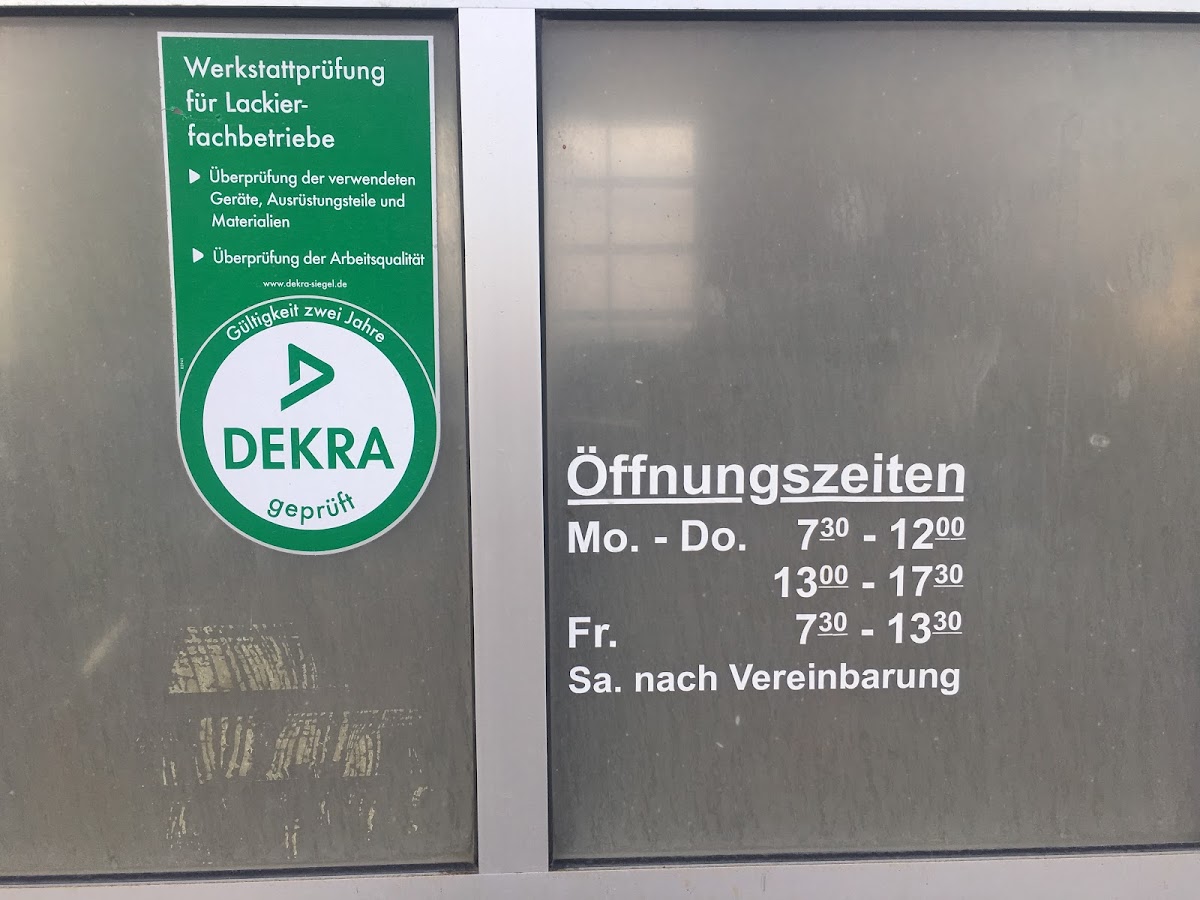 Werkstattprüfung
für Lackier-
fachbetriebe
Überprüfung der verwendeten
Geräte, Ausrüstungsteile und
Materialien
Überprüfung der Arbeitsqualität
www.dekra-siegel.de
Gültigkeit zwei Jahre
DEKRA
geprüft
Öffnungszeiten
Mo. - Do. 7³⁰ - 12⁰⁰
13⁰⁰ - 17³⁰
Fr. 7³⁰ - 13³⁰
Sa. nach Vereinbarung